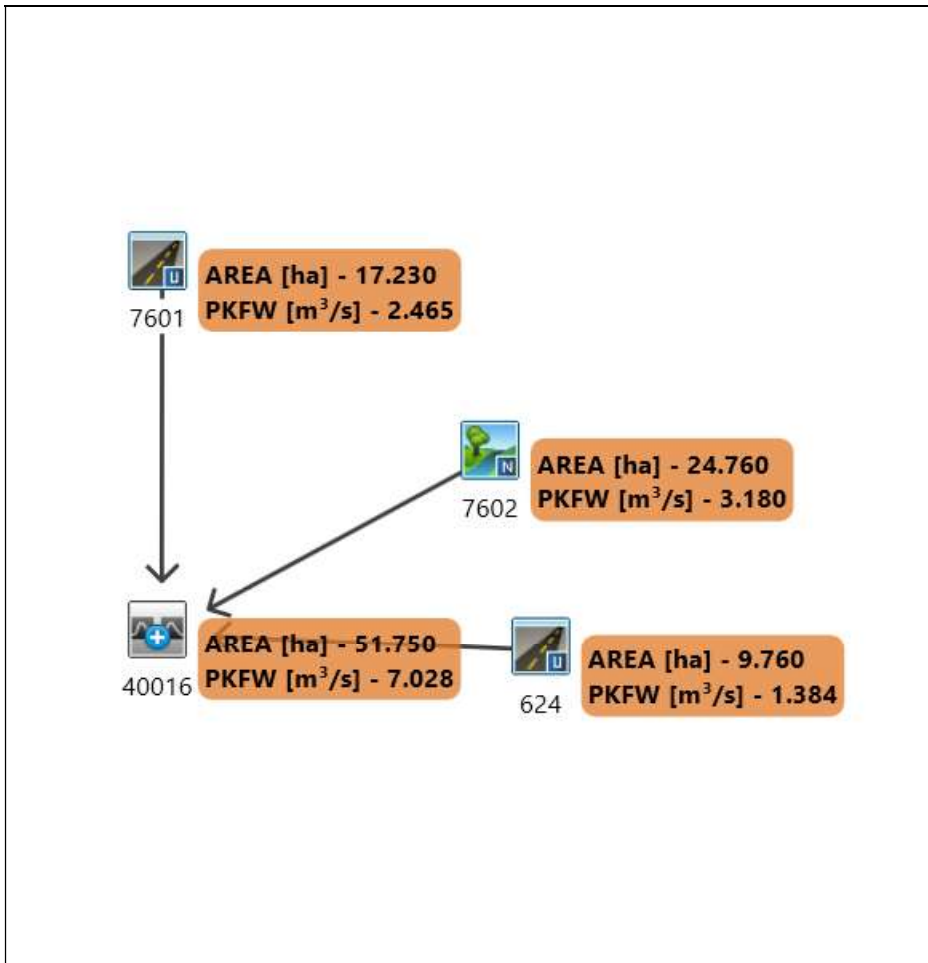 AREA [ha] - 17.230
PKFW [m³/s] - 2.465
U
7601
AREA [ha] - 24.760
PKFW [m³/s] - 3.180
N
7602
AREA [ha] - 51.750
PKFW [m³/s] - 7.028
40016
AREA [ha] - 9.760
PKFW [m³/s] - 1.384
U
624